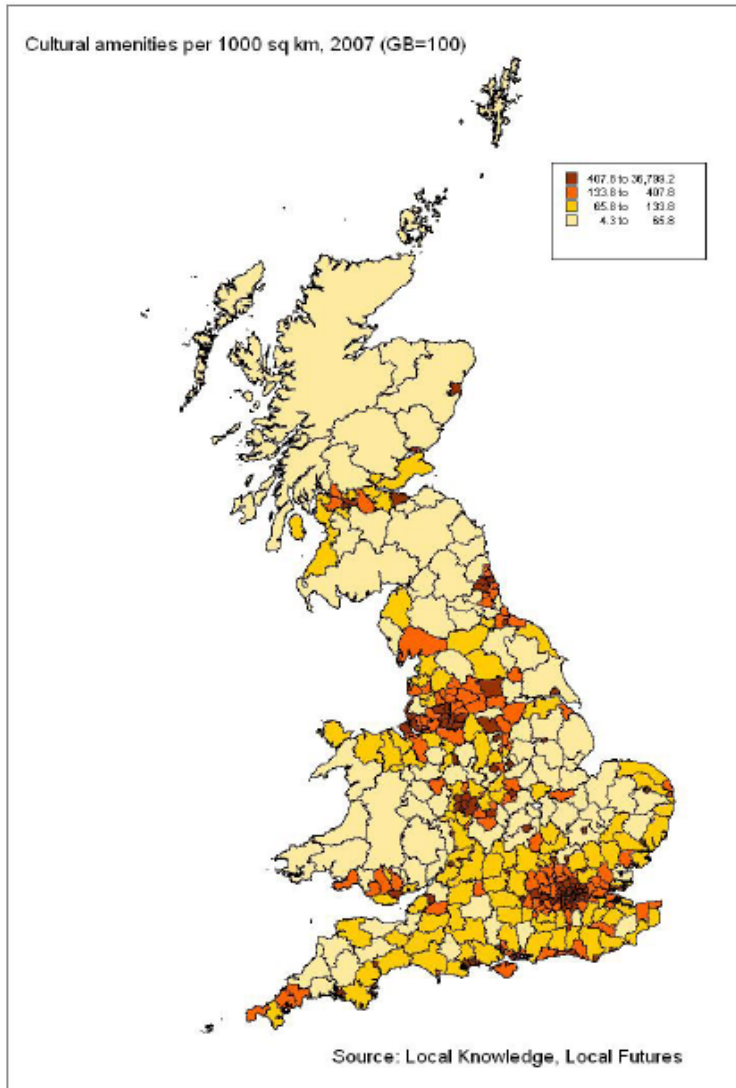 Cultural amenities per 1000 sq km, 2007 (GB=100)
407.8 to 36,799.2
133.8 to 407.8
65.8 to 133.8
4.3 to 65.8
Source: Local Knowledge, Local Futures